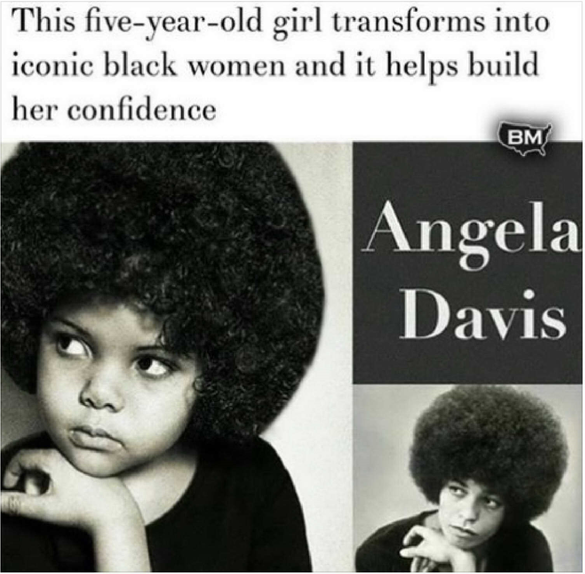 This five-year-old girl transforms into
iconic black women and it helps build
her confidence
BM
Angela
Davis